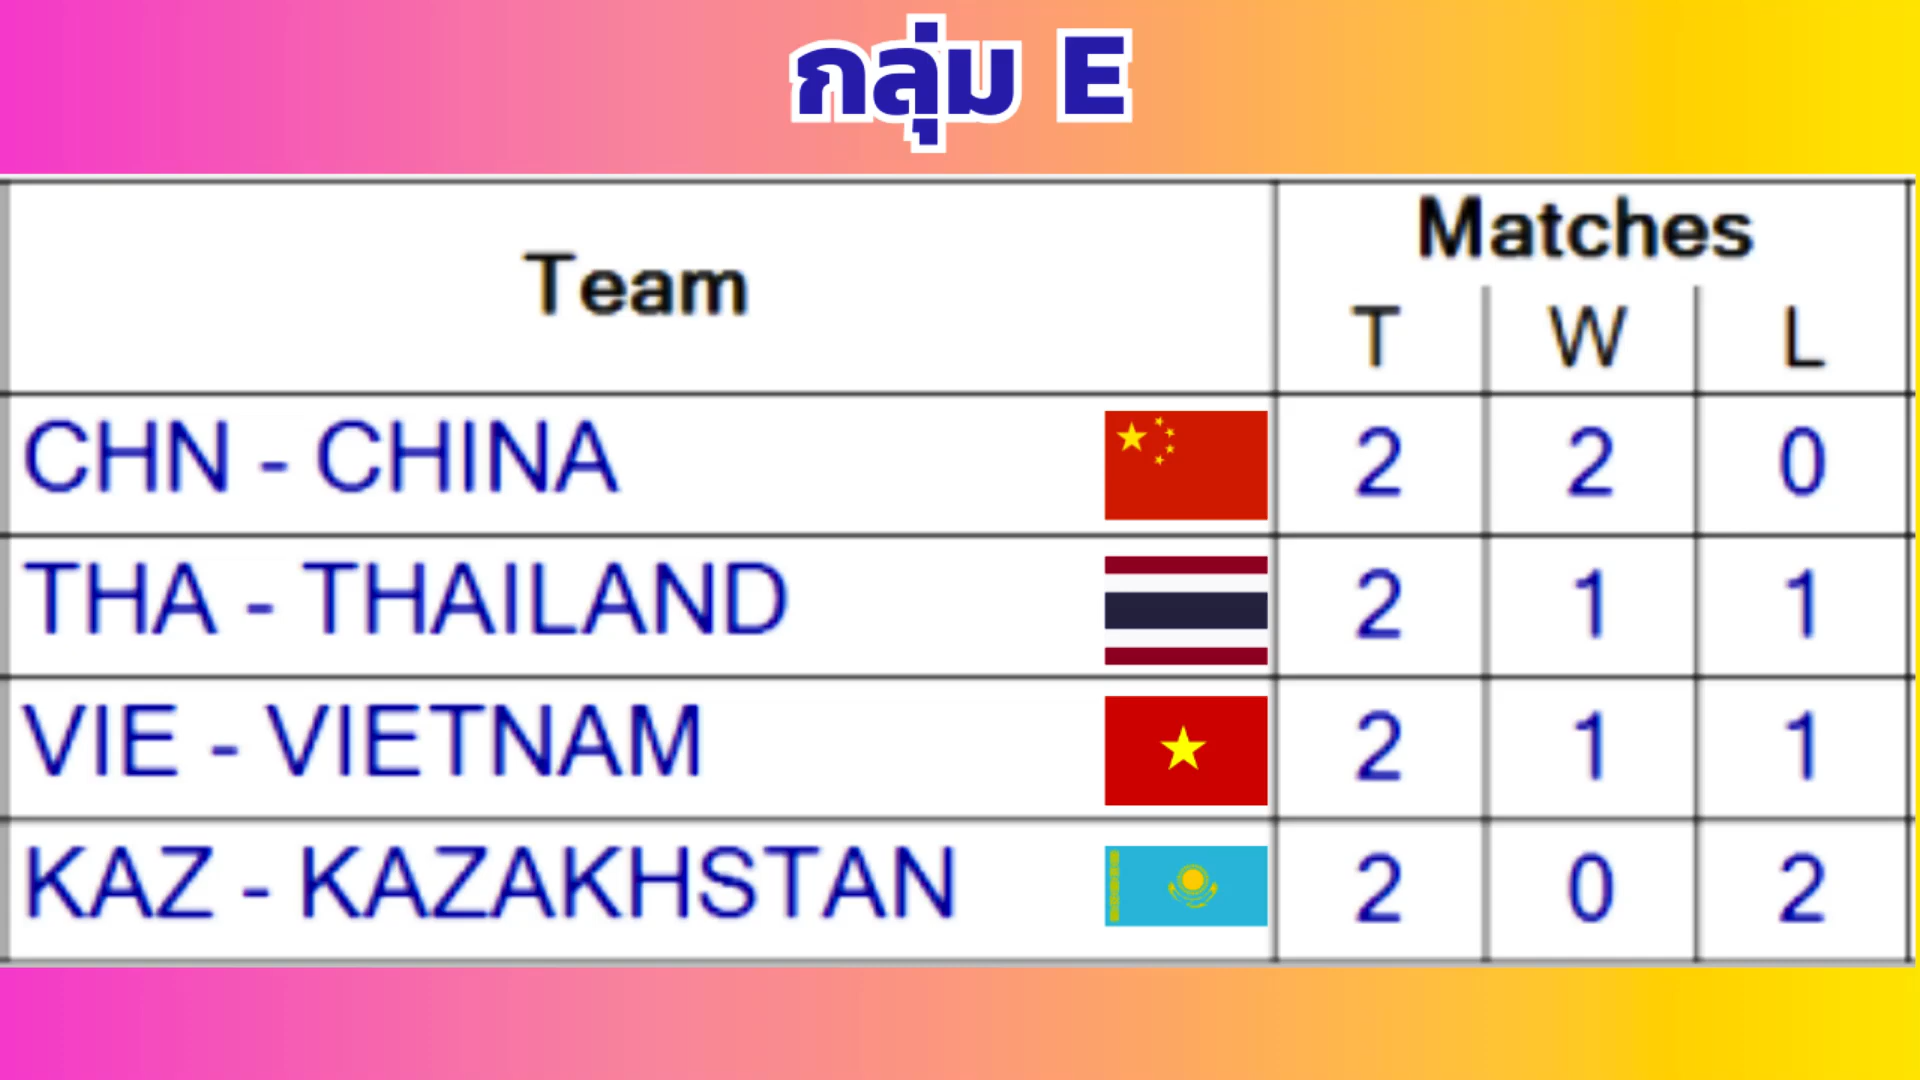 กลุ่ม E
Team Matches
T W L
CHN - CHINA 2 2 0
THA - THAILAND 2 1 1
VIE - VIETNAM 2 1 1
KAZ - KAZAKHSTAN 2 0 2